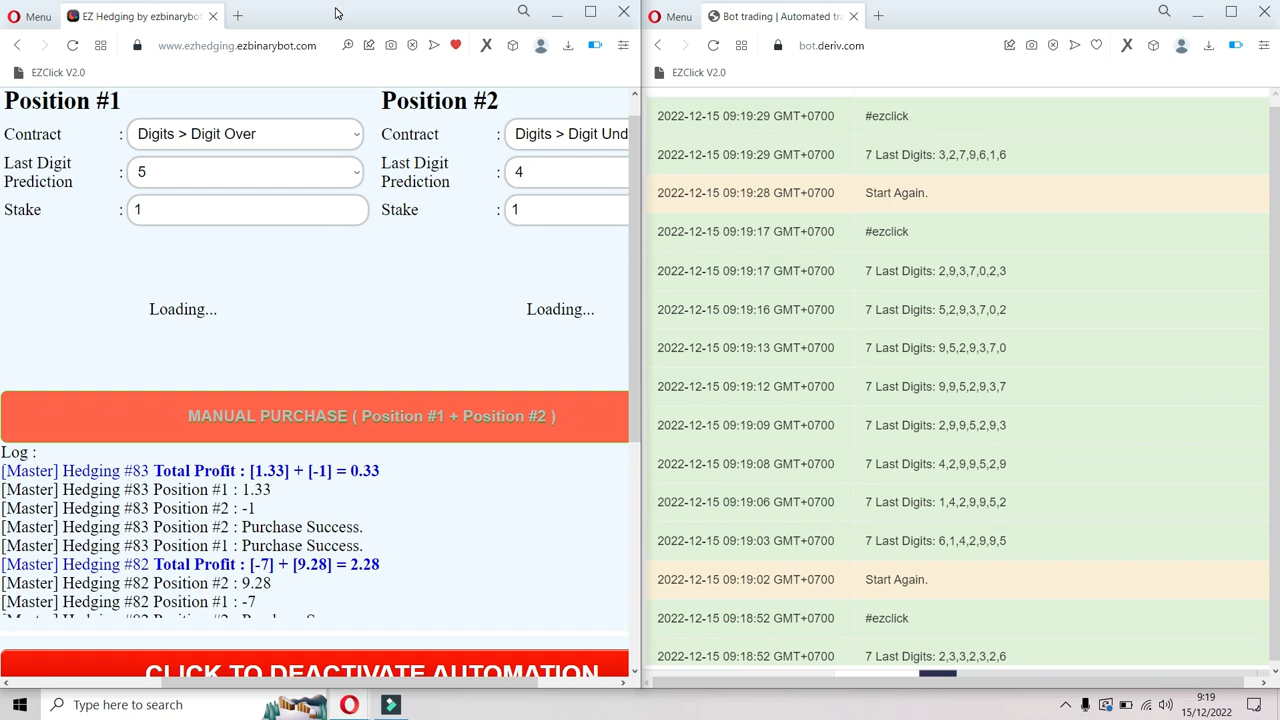 Menu
EZ Hedging by ezbinarybot
www.ezhedging.ezbinarybot.com
EZClick V2.0
Position #1
Position #2
Contract : Digits > Digit Over
Contract : Digits > Digit Und
Last Digit Prediction : 5
Last Digit Prediction : 4
Stake : 1
Stake : 1
Loading...
Loading...
MANUAL PURCHASE ( Position #1 + Position #2 )
Log :
[Master] Hedging #83 Total Profit : [1.33] + [-1] = 0.33
[Master] Hedging #83 Position #1 : 1.33
[Master] Hedging #83 Position #2 : -1
[Master] Hedging #83 Position #2 : Purchase Success.
[Master] Hedging #83 Position #1 : Purchase Success.
[Master] Hedging #82 Total Profit : [-7] + [9.28] = 2.28
[Master] Hedging #82 Position #2 : 9.28
[Master] Hedging #82 Position #1 : -7
CLICK TO DEACTIVATE AUTOMATION
Menu
Bot trading | Automated tra
bot.deriv.com
EZClick V2.0
2022-12-15 09:19:29 GMT+0700 #ezclick
2022-12-15 09:19:29 GMT+0700 7 Last Digits: 3,2,7,9,6,1,6
2022-12-15 09:19:28 GMT+0700 Start Again.
2022-12-15 09:19:17 GMT+0700 #ezclick
2022-12-15 09:19:17 GMT+0700 7 Last Digits: 2,9,3,7,0,2,3
2022-12-15 09:19:16 GMT+0700 7 Last Digits: 5,2,9,3,7,0,2
2022-12-15 09:19:13 GMT+0700 7 Last Digits: 9,5,2,9,3,7,0
2022-12-15 09:19:12 GMT+0700 7 Last Digits: 9,9,5,2,9,3,7
2022-12-15 09:19:09 GMT+0700 7 Last Digits: 2,9,9,5,2,9,3
2022-12-15 09:19:08 GMT+0700 7 Last Digits: 4,2,9,9,5,2,9
2022-12-15 09:19:06 GMT+0700 7 Last Digits: 1,4,2,9,9,5,2
2022-12-15 09:19:03 GMT+0700 7 Last Digits: 6,1,4,2,9,9,5
2022-12-15 09:19:02 GMT+0700 Start Again.
2022-12-15 09:18:52 GMT+0700 #ezclick
2022-12-15 09:18:52 GMT+0700 7 Last Digits: 2,3,3,2,3,2,6
Type here to search
9:19
15/12/2022